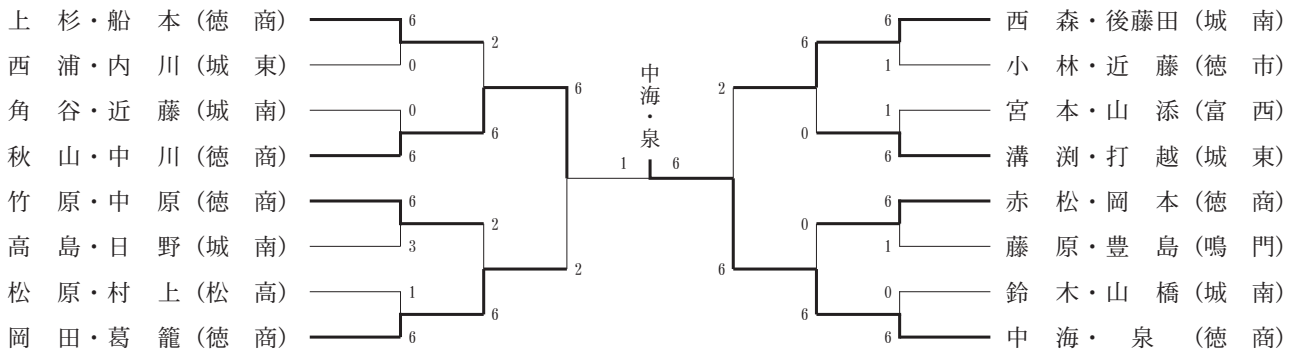 上　杉・船　本（徳　商）
西　浦・内　川（城　東）
角　谷・近　藤（城　南）
秋　山・中　川（徳　商）
竹　原・中　原（徳　商）
高　島・日　野（城　南）
松　原・村　上（松　高）
岡　田・葛　籠（徳　商）
6
0
0
6
6
3
1
6
2
6
2
6
6
2
中海・泉
1
6
2
6
6
0
0
6
6
1
1
6
6
1
0
6
西　森・後藤田（城　南）
小　林・近　藤（徳　市）
宮　本・山　添（富　西）
溝　渕・打　越（城　東）
赤　松・岡　本（徳　商）
藤　原・豊　島（鳴　門）
鈴　木・山　橋（城　南）
中　海・　泉　（徳　商）